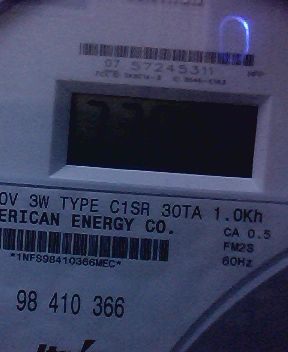 07 57245311
0V 3W TYPE C1SR 30TA 1.0Kh
ERICAN ENERGY CO.
CA 0.5
FM2S
60Hz
*1NFS98410366MEC*
98 410 366